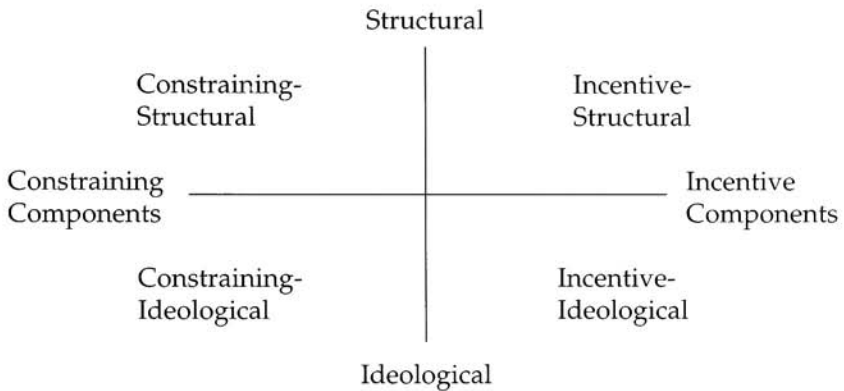 Structural
Constraining-
Structural
Incentive-
Structural
Constraining
Components
Incentive
Components
Constraining-
Ideological
Incentive-
Ideological
Ideological